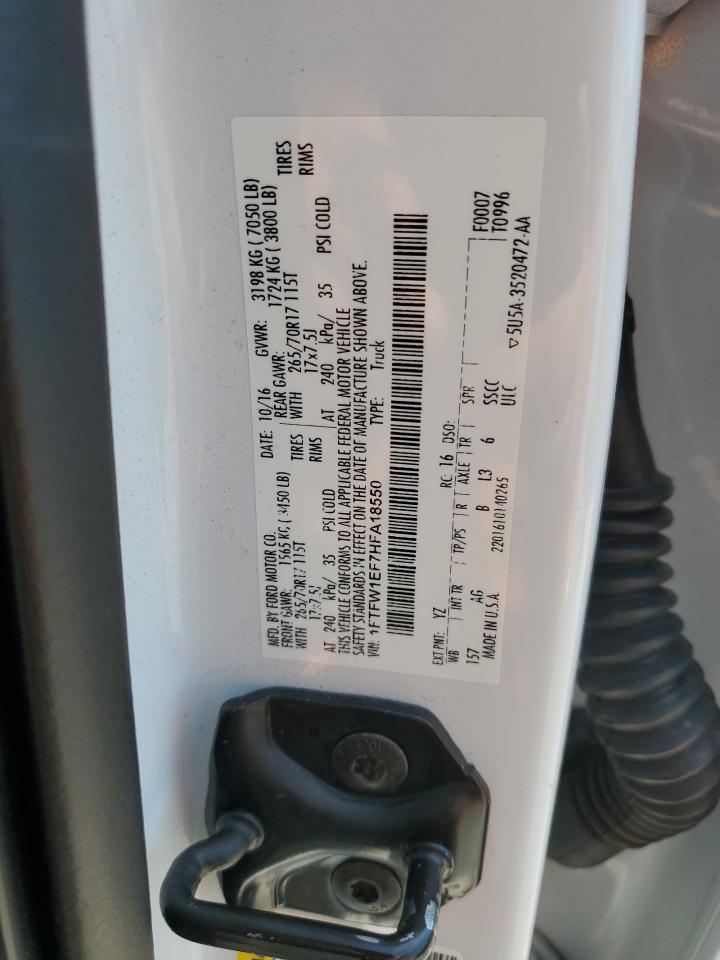 MFD. BY FORD MOTOR CO.
DATE: 10/16 GVWR: 3198 KG ( 7050 LB)
FRONT GAWR: 1565 KG ( 3450 LB) REAR GAWR: 1724 KG ( 3800 LB)
WITH 265/70R17 115T TIRES WITH 265/70R17 115T TIRES
17x7.5J RIMS 17x7.5J RIMS
AT 240 kPa/ 35 PSI COLD AT 240 kPa/ 35 PSI COLD
THIS VEHICLE CONFORMS TO ALL APPLICABLE FEDERAL MOTOR VEHICLE
SAFETY STANDARDS IN EFFECT ON THE DATE OF MANUFACTURE SHOWN ABOVE.
VIN: 1FTFW1EF7HFA18550 TYPE: Truck
EXT PNT: YZ RC: 16 DSO: F0007
WB INT TR TP/PS R AXLE TR SPR T0996
157 AG B L3 6 SSCC
MADE IN U.S.A. UIC
5U5A-3520472-AA